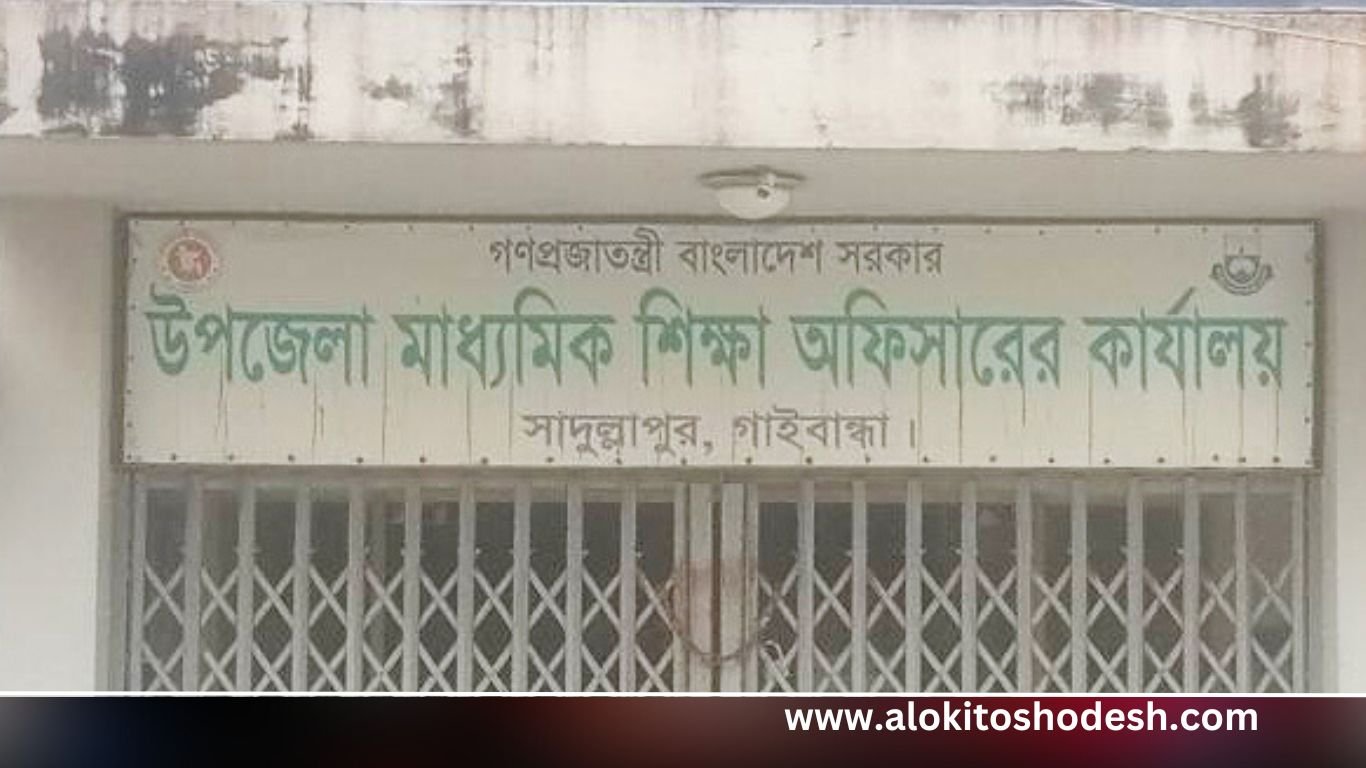 গণপ্রজাতন্ত্রী বাংলাদেশ সরকার
উপজেলা মাধ্যমিক শিক্ষা অফিসারের কার্যালয়
সাদুল্লাপুর, গাইবান্ধা।
www.alokitoshodesh.com